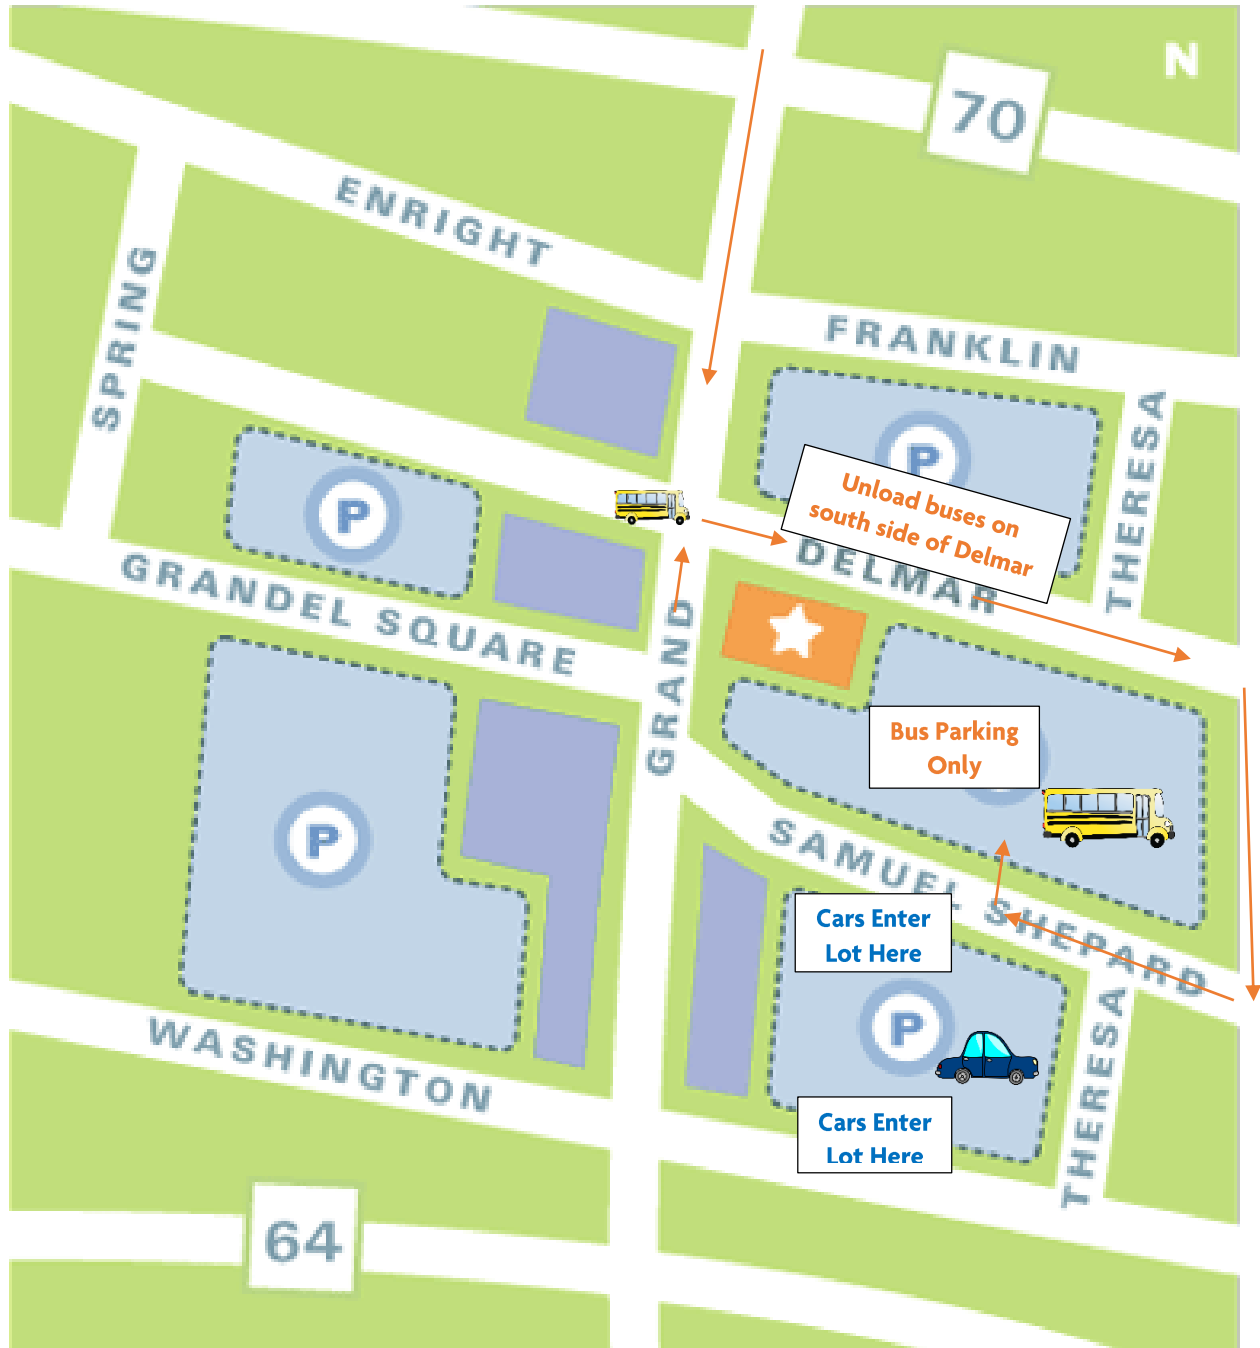 N
70
ENRIGHT
SPRING
FRANKLIN
THERESA
P
Unload buses on
south side of Delmar
P
DELMAR
GRANDEL SQUARE
GRAND
Bus Parking
Only
P
SAMUEL SHEPARD
Cars Enter
Lot Here
P
THERESA
WASHINGTON
Cars Enter
Lot Here
64